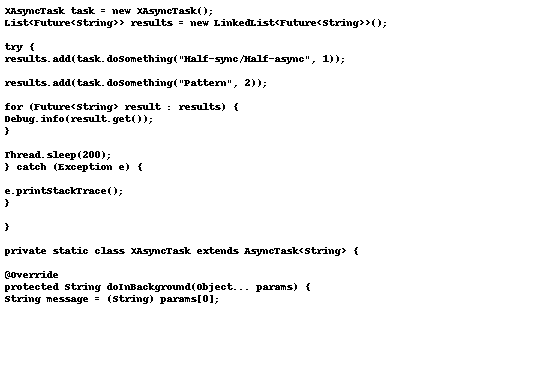 XAsyncTask task = new XAsyncTask();
List<Future<String>> results = new LinkedList<Future<String>>();
try {
results.add(task.doSomething("Half-sync/Half-async", 1));
results.add(task.doSomething("Pattern", 2));
for (Future<String> result : results) {
Debug.info(result.get());
}
Thread.sleep(200);
} catch (Exception e) {
e.printStackTrace();
}
}
private static class XAsyncTask extends AsyncTask<String> {
@Override
protected String doInBackground(Object... params) {
String message = (String) params[0];